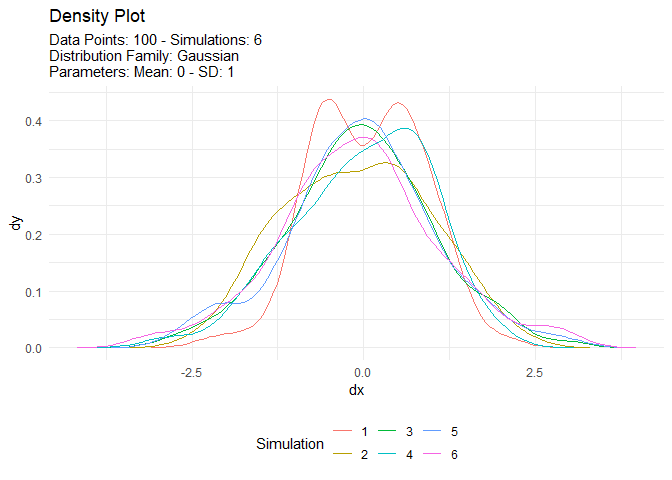 Density Plot
Data Points: 100 - Simulations: 6
Distribution Family: Gaussian
Parameters: Mean: 0 - SD: 1
0.4
0.3
0.2
0.1
0.0
dy
-2.5 0.0 2.5
dx
Simulation 1 3 5
2 4 6